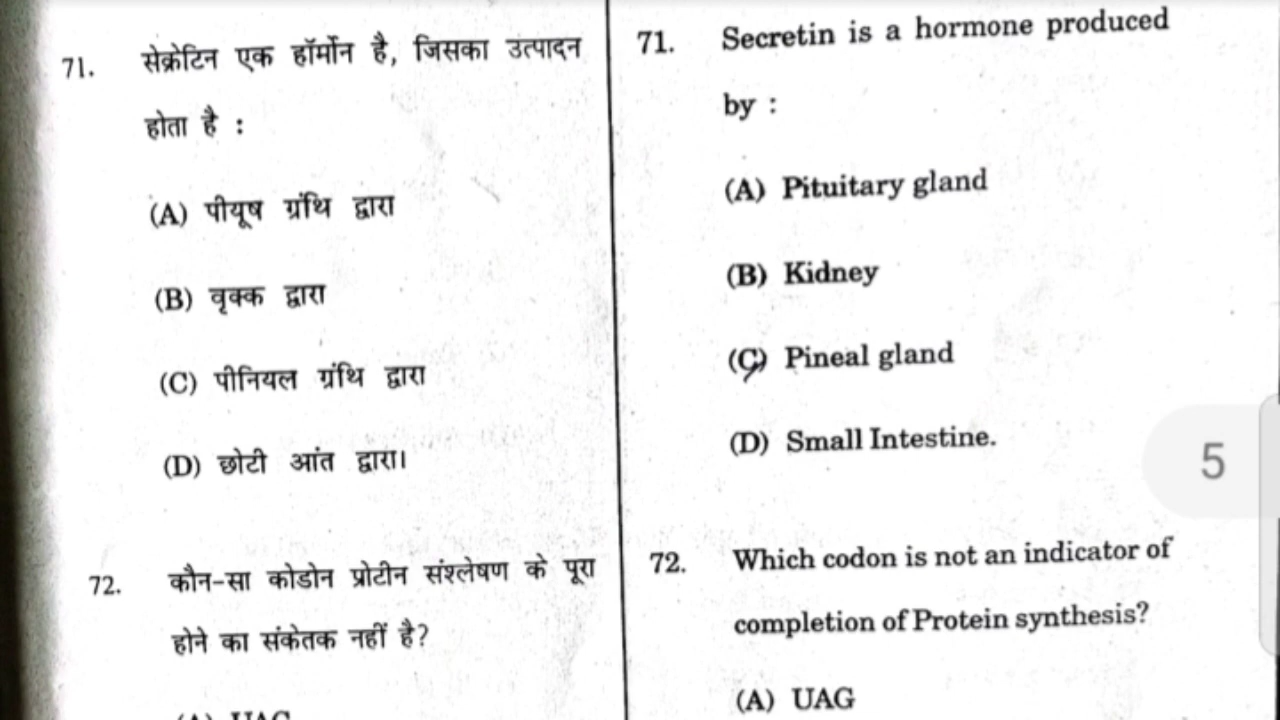 71. सेक्रेटिन एक हॉर्मोन है, जिसका उत्पादन
होता है :
(A) पीयूष ग्रंथि द्वारा
(B) वृक्क द्वारा
(C) पीनियल ग्रंथि द्वारा
(D) छोटी आंत द्वारा।
72. कौन-सा कोडोन प्रोटीन संश्लेषण के पूरा
होने का संकेतक नहीं है?
(A) UAG
71. Secretin is a hormone produced
by :
(A) Pituitary gland
(B) Kidney
(C) Pineal gland
(D) Small Intestine.
72. Which codon is not an indicator of
completion of Protein synthesis?
(A) UAG
5